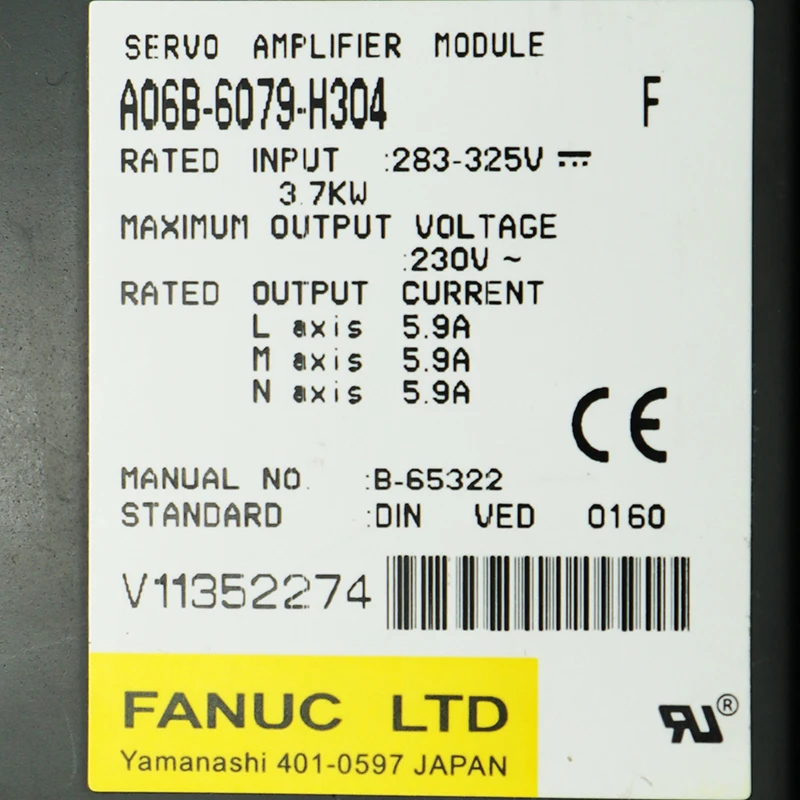 SERVO AMPLIFIER MODULE
A06B-6079-H304 F
RATED INPUT :283-325V ⎓
3.7KW
MAXIMUM OUTPUT VOLTAGE
:230V ~
RATED OUTPUT CURRENT
L axis 5.9A
M axis 5.9A
N axis 5.9A
CE
MANUAL NO. :B-65322
STANDARD :DIN VED 0160
V11352274
FANUC LTD
Yamanashi 401-0597 JAPAN
RU®